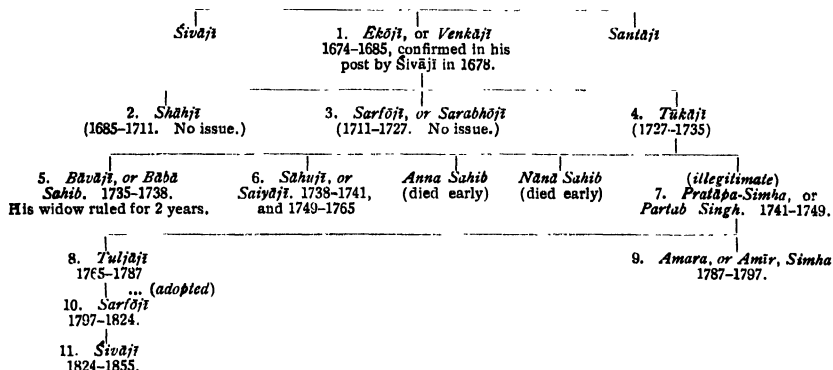 Śivājī
1. Ēkōjī, or Venkājī
Santājī
1674–1685, confirmed in his
post by Śivājī in 1678.
2. Shāhjī
(1685–1711. No issue.)
3. Sarfōjī, or Sarabhōjī
(1711–1727. No issue.)
4. Tūkājī
(1727–1735)
5. Bāvājī, or Bābā
Sahib. 1735–1738.
His widow ruled for 2 years.
6. Sāhujī, or
Saiyājī. 1738–1741,
and 1749–1765
Anna Sahib
(died early)
Nānā Sahib
(died early)
(illegitimate)
7. Pratāpa-Simha, or
Partab Singh. 1741–1749.
8. Tuljājī
1765–1787
9. Amara, or Amīr, Simha
1787–1797.
... (adopted)
10. Sarfōjī
1797–1824.
11. Śivājī
1824–1855.